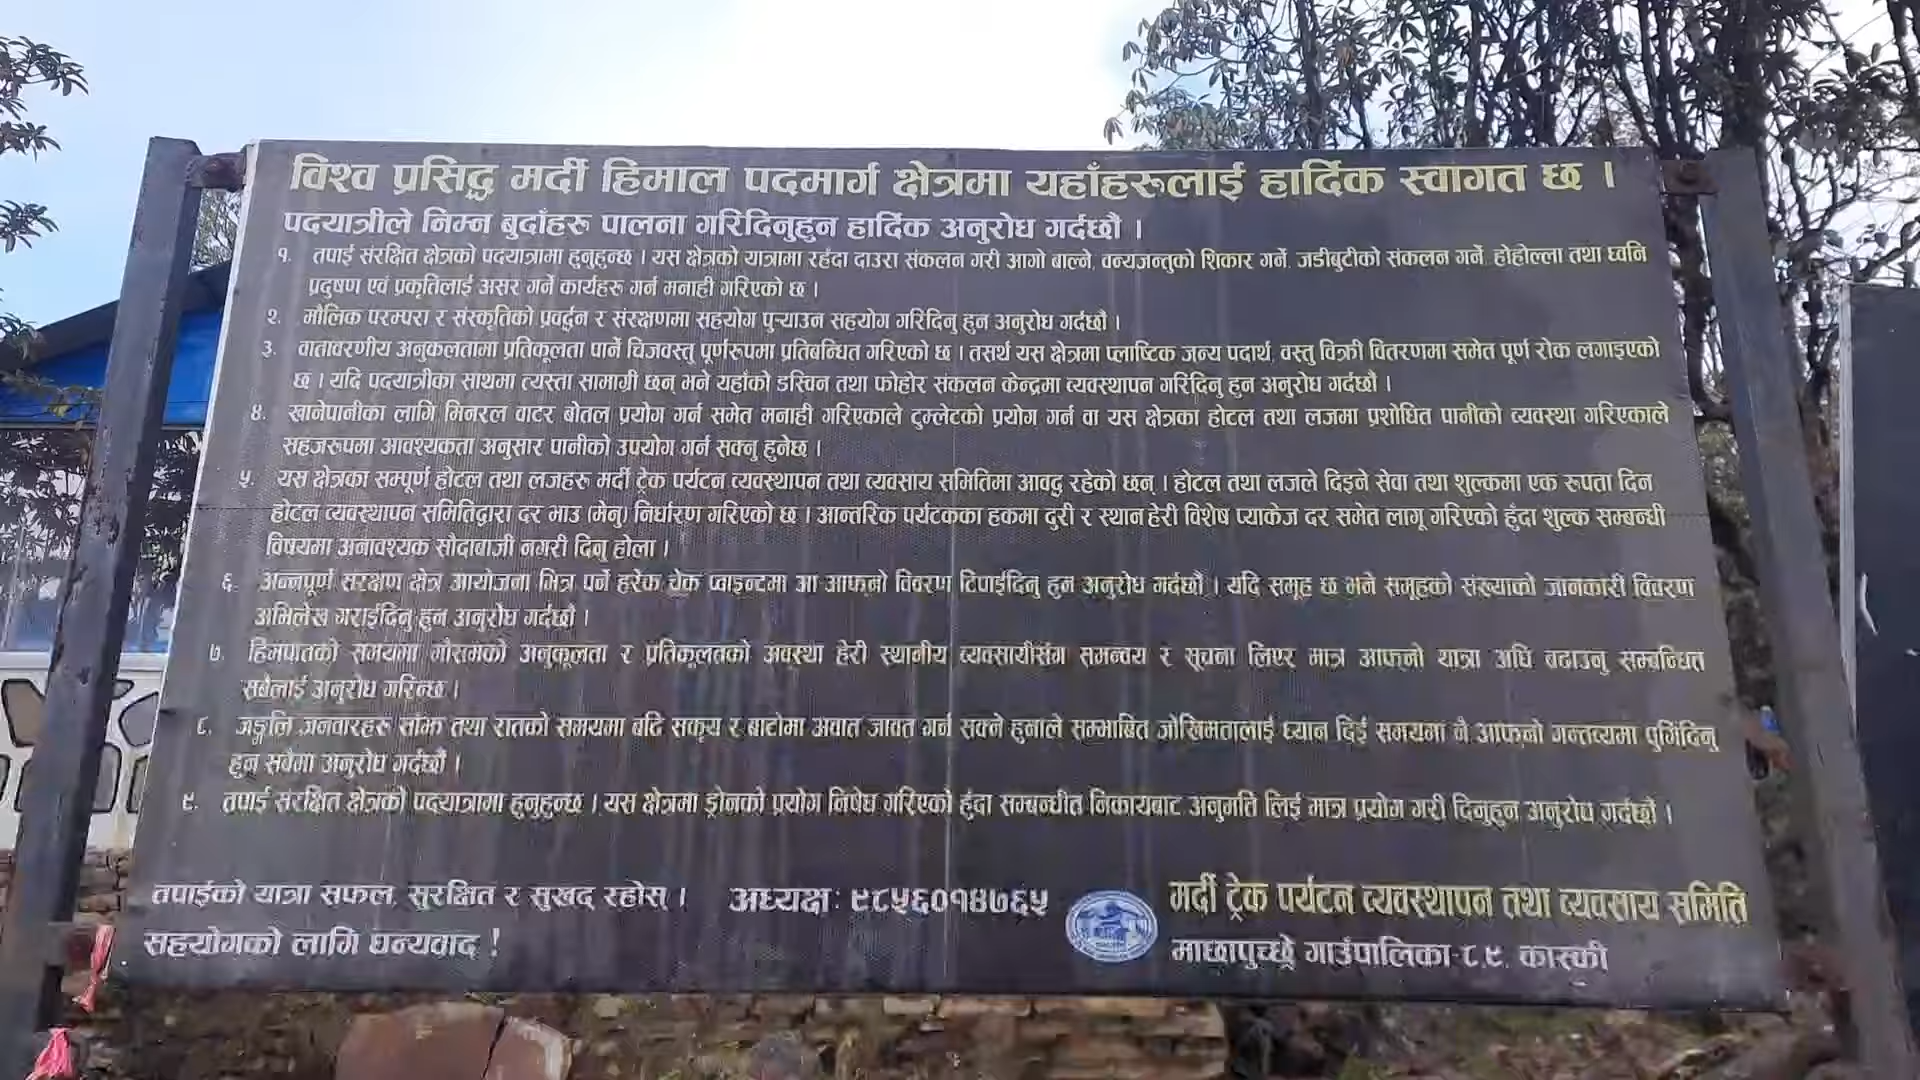 विश्व प्रसिद्ध मर्दी हिमाल पदमार्ग क्षेत्रमा यहाँहरुलाई हार्दिक स्वागत छ ।
पदयात्रीले निम्न बुदाँहरु पालना गरिदिनुहुन हार्दिक अनुरोध गर्दछौ ।
१. तपाई संरक्षित क्षेत्रको पदयात्रामा हुनुहुन्छ । यस क्षेत्रको यात्रामा रहँदा दाउरा संकलन गरी आगो बाल्ने, वन्यजन्तुको शिकार गर्ने, जडीबुटीको संकलन गर्ने, होहोल्ला तथा ध्वनि
प्रदुषण एवं प्रकृतिलाई असर गर्ने कार्यहरु गर्न मनाही गरिएको छ ।
२. मौलिक परम्परा र संस्कृतिको प्रवर्द्धन र संरक्षणमा सहयोग पुऱ्याउन सहयोग गरिदिनु हुन अनुरोध गर्दछौ ।
३. वातावरणीय अनुकलतामा प्रतिकूलता पार्ने चिजवस्तु पूर्णरुपमा प्रतिबन्धित गरिएको छ । तसर्थ यस क्षेत्रमा प्लाष्टिक जन्य पदार्थ, वस्तु विक्री वितरणमा समेत पूर्ण रोक लगाइएको
छ । यदि पदयात्रीका साथमा त्यस्ता सामाग्री छन् भने यहाँको डस्विन तथा फोहोर संकलन केन्द्रमा व्यवस्थापन गरिदिनु हुन अनुरोध गर्दछौ ।
४. खानेपानीका लागि मिनरल वाटर बोतल प्रयोग गर्न समेत मनाही गरिएकाले टुम्लेटको प्रयोग गर्न वा यस क्षेत्रका होटल तथा लजमा प्रशोधित पानीको व्यवस्था गरिएकाले
सहजरुपमा आवश्यकता अनुसार पानीको उपयोग गर्न सक्नु हुनेछ ।
५. यस क्षेत्रका सम्पूर्ण होटल तथा लजहरु मर्दी ट्रेक पर्यटन व्यवस्थापन तथा व्यवसाय समितिमा आवद्व रहेको छन् । होटल तथा लजले दिइने सेवा तथा शुल्कमा एक रुपता दिन
होटल व्यवस्थापन समितिद्वारा दर भाउ (मेनु) निर्धारण गरिएको छ । आन्तरिक पर्यटकका हकमा दुरी र स्थान हेरी विशेष प्याकेज दर समेत लागू गरिएको हुँदा शुल्क सम्बन्धी
विषयमा अनावश्यक सौदाबाजी नगरी दिनु होला ।
६. अन्नपूर्ण संरक्षण क्षेत्र आयोजना भित्र पर्ने हरेक चेक प्वाइन्टमा आ आफ्नो विवरण टिपाईदिनु हुन अनुरोध गर्दछौं । यदि समूह छ भने समूहको संख्याको जानकारी विवरण
अभिलेख गराईदिनु हुन अनुरोध गर्दछौं ।
७. हिमपातको समयमा मौसमको अनुकूलता र प्रतिकूलतको अवस्था हेरी स्थानीय व्यवसायीसंग समन्वय र सूचना लिएर मात्र आफ्नो यात्रा अघि बढाउनु सम्बन्धित
सबैलाई अनुरोध गरिन्छ ।
८. जङ्गलि जनवारहरु साँझ तथा रातको समयमा बढि सकृय र बाटोमा अवात जावत गर्न सक्ने हुनाले सम्भाबित जोखिमतालाई ध्यान दिई समयमा नै आफ्नो गन्तव्यमा पुगिदिनु
हुन सबैमा अनुरोध गर्दछौं ।
९. तपाई संरक्षित क्षेत्रको पदयात्रामा हुनुहुन्छ । यस क्षेत्रमा ड्रोनको प्रयोग निषेध गरिएको हुँदा सम्बन्धीत निकायबाट अनुमति लिई मात्र प्रयोग गरी दिनुहुन अनुरोध गर्दछौं ।
तपाईको यात्रा सफल, सुरक्षित र सुखद रहोस् । अध्यक्ष: ९८५६०१४७६५
सहयोगको लागि धन्यवाद !
मर्दी ट्रेक पर्यटन व्यवस्थापन तथा व्यवसाय समिति
माछापुच्छ्रे गाउँपालिका-८,९, कास्की